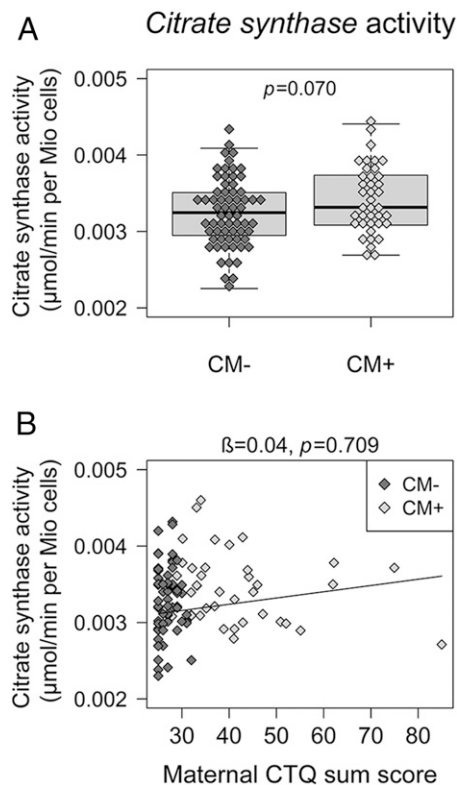 A
Citrate synthase activity
Citrate synthase activity
(µmol/min per Mio cells)
0.005
0.004
0.003
0.002
p=0.070
CM-
CM+
B
ß=0.04, p=0.709
Citrate synthase activity
(µmol/min per Mio cells)
0.005
0.004
0.003
0.002
CM-
CM+
30 40 50 60 70 80
Maternal CTQ sum score